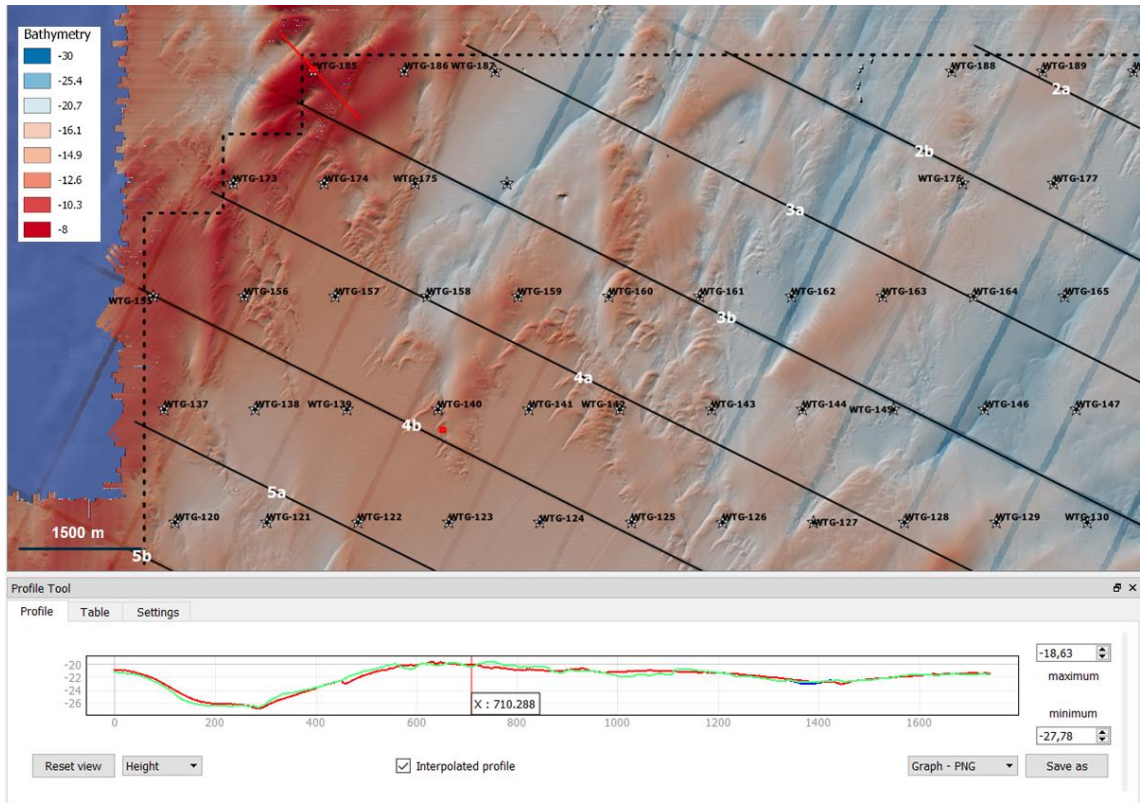 Bathymetry
-30
-25.4
-20.7
-16.1
-14.9
-12.6
-10.3
-8
WTG-185 WTG-186 WTG-187 WTG-188 WTG-189
2a
2b
WTG-173 WTG-174 WTG-175 WTG-176 WTG-177
3a
WTG-155 WTG-156 WTG-157 WTG-158 WTG-159 WTG-160 WTG-161 WTG-162 WTG-163 WTG-164 WTG-165
3b
4a
WTG-137 WTG-138 WTG-139 WTG-140 WTG-141 WTG-142 WTG-143 WTG-144 WTG-145 WTG-146 WTG-147
4b
5a
WTG-120 WTG-121 WTG-122 WTG-123 WTG-124 WTG-125 WTG-126 WTG-127 WTG-128 WTG-129 WTG-130
1500 m
5b
Profile Tool
Profile Table Settings
-20
-22
-24
-26
X : 710.288
0 200 400 600 800 1000 1200 1400 1600
-18,63
maximum
minimum
-27,78
Reset view Height Interpolated profile Graph - PNG Save as